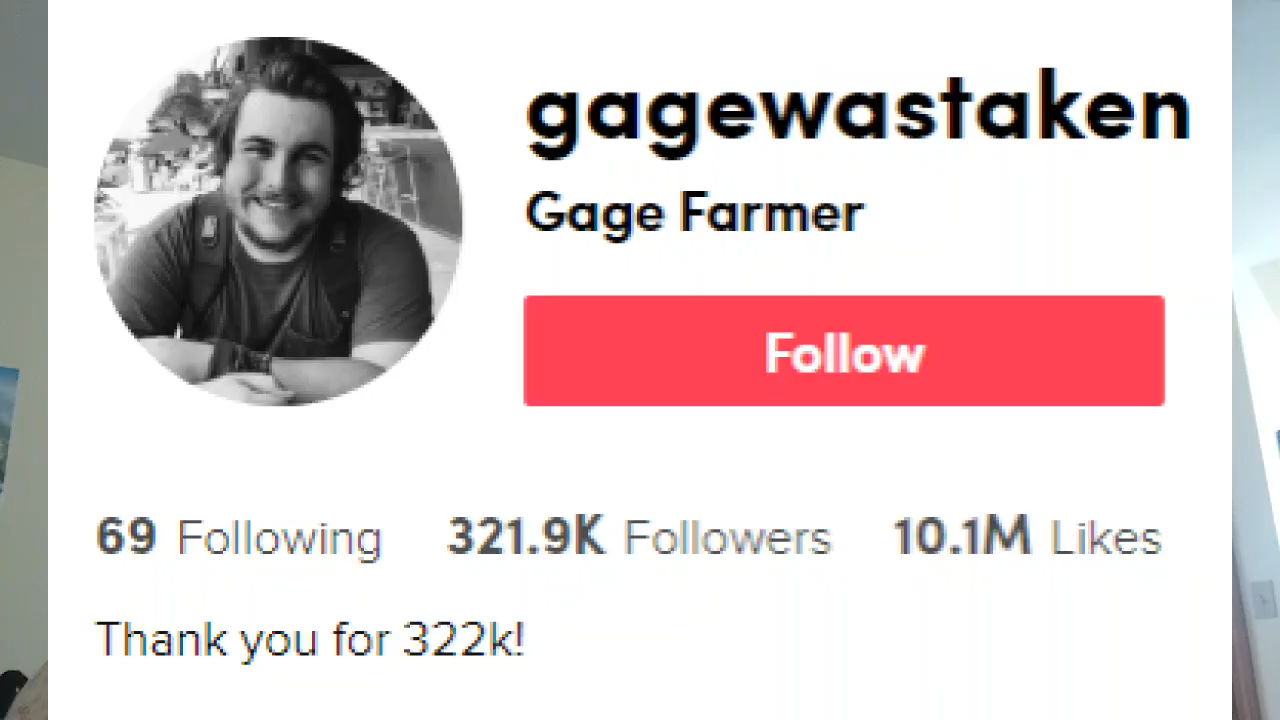 gagewastaken
Gage Farmer
Follow
69 Following 321.9K Followers 10.1M Likes
Thank you for 322k!